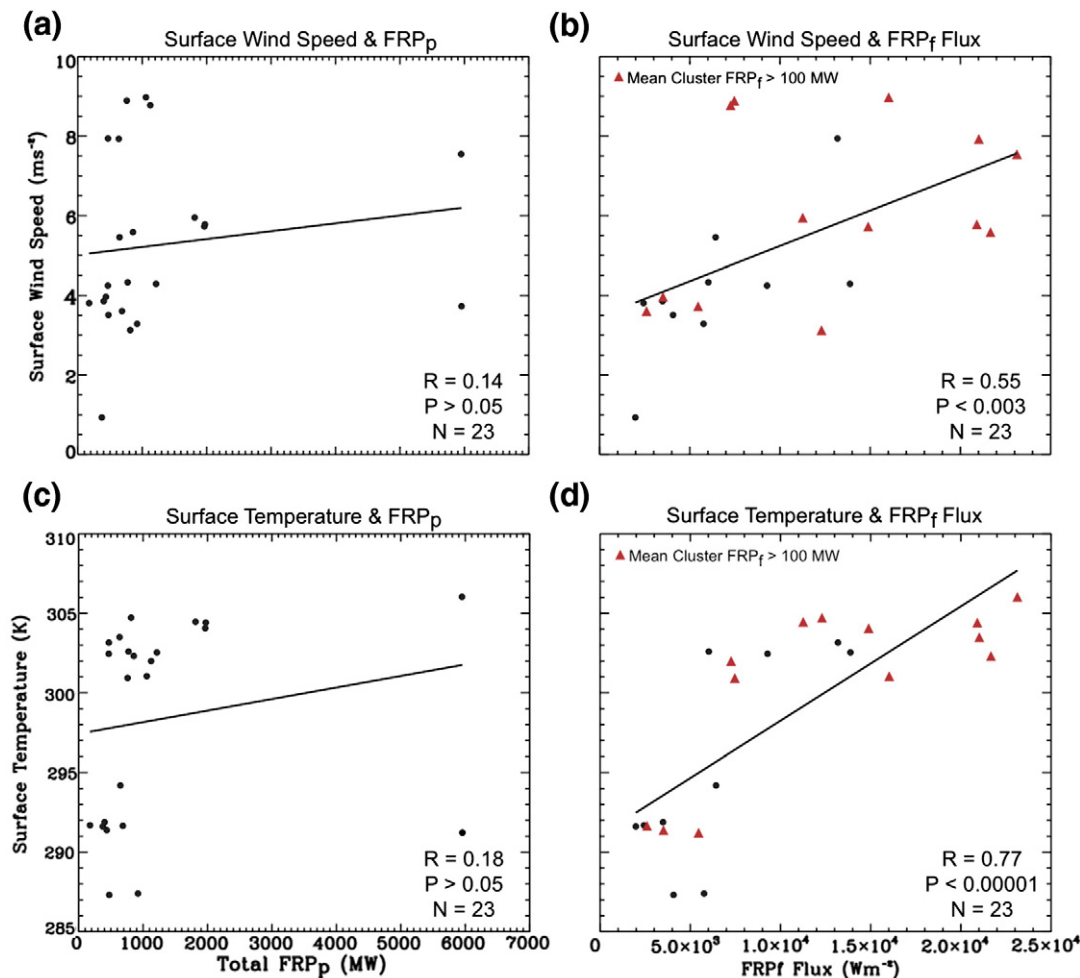 (a)
Surface Wind Speed & FRPp
10
8
6
4
2
0
Surface Wind Speed (ms⁻²)
R = 0.14
P > 0.05
N = 23
(b)
Surface Wind Speed & FRPf Flux
Mean Cluster FRPf > 100 MW
R = 0.55
P < 0.003
N = 23
(c)
Surface Temperature & FRPp
310
305
300
295
290
285
Surface Temperature (K)
R = 0.18
P > 0.05
N = 23
0 1000 2000 3000 4000 5000 6000 7000
Total FRPp (MW)
(d)
Surface Temperature & FRPf Flux
Mean Cluster FRPf > 100 MW
R = 0.77
P < 0.00001
N = 23
0 5.0×10³ 1.0×10⁴ 1.5×10⁴ 2.0×10⁴ 2.5×10⁴
FRPf Flux (Wm⁻²)